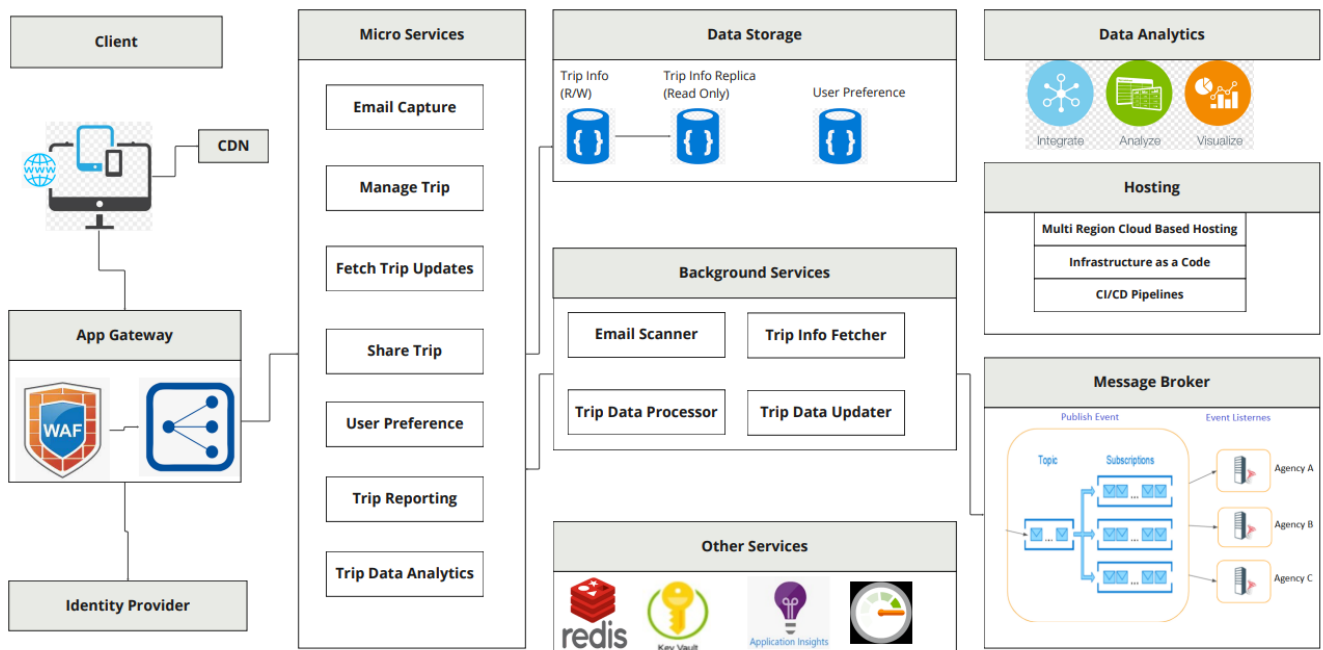 Client
WWW
CDN
App Gateway
WAF
Identity Provider
Micro Services
Email Capture
Manage Trip
Fetch Trip Updates
Share Trip
User Preference
Trip Reporting
Trip Data Analytics
Data Storage
Trip Info
(R/W)
Trip Info Replica
(Read Only)
User Preference
{ }
{ }
{ }
Background Services
Email Scanner
Trip Info Fetcher
Trip Data Processor
Trip Data Updater
Other Services
redis
Key Vault
Application Insights
Data Analytics
Integrate
Analyze
Visualize
Hosting
Multi Region Cloud Based Hosting
Infrastructure as a Code
CI/CD Pipelines
Message Broker
Publish Event
Event Listernes
Topic
Subscriptions
...
...
...
...
Agency A
Agency B
Agency C